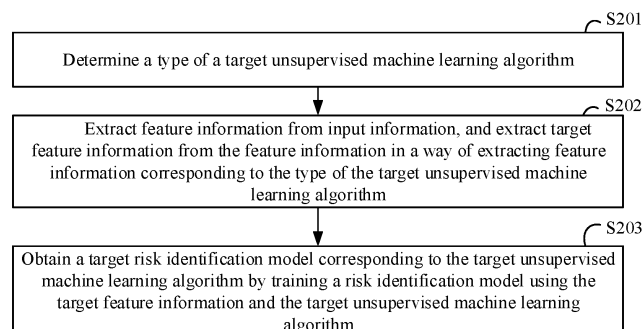 S201
Determine a type of a target unsupervised machine learning algorithm
S202
Extract feature information from input information, and extract target
feature information from the feature information in a way of extracting feature
information corresponding to the type of the target unsupervised machine
learning algorithm
S203
Obtain a target risk identification model corresponding to the target unsupervised
machine learning algorithm by training a risk identification model using the
target feature information and the target unsupervised machine learning
algorithm